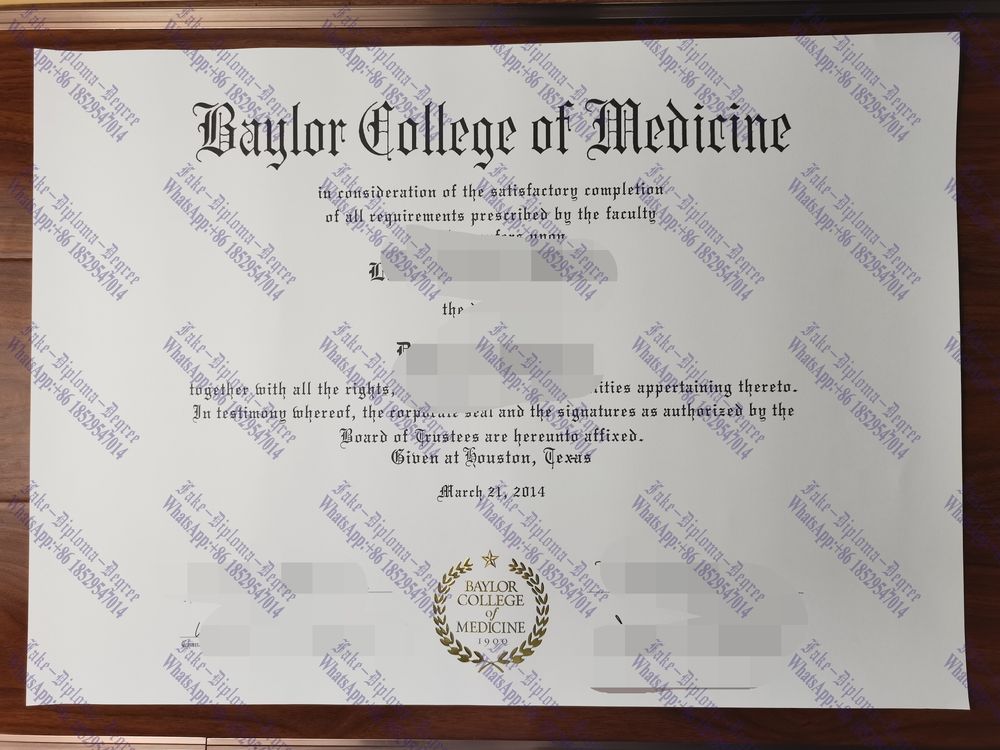 Baylor College of Medicine
in consideration of the satisfactory completion
of all requirements prescribed by the faculty
upon
the
together with all the rights, appertaining thereto.
In testimony whereof, the corporate seal and the signatures as authorized by the
Board of Trustees are hereunto affixed.
Given at Houston, Texas
March 21, 2014
BAYLOR
COLLEGE
of
MEDICINE
1900
Fake-Diploma-Degree
WhatsApp:+86 18529547014